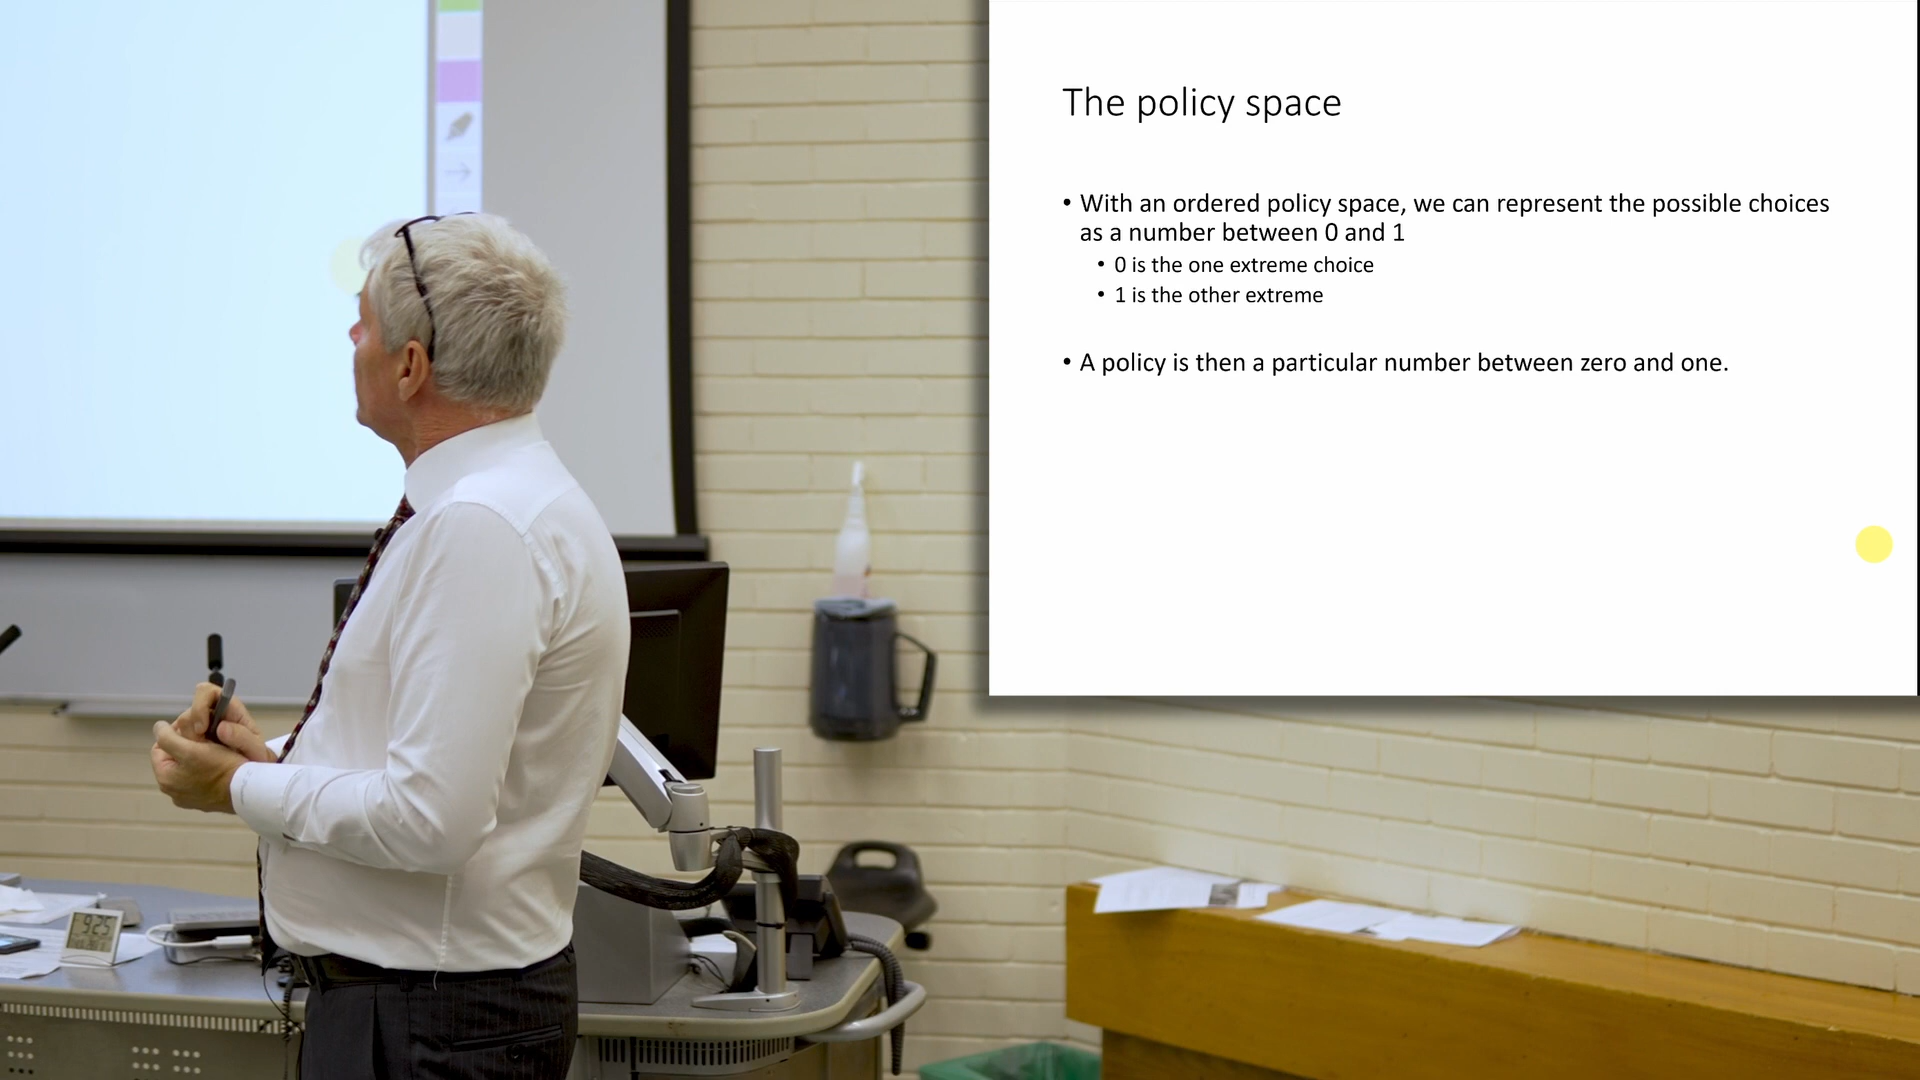 The policy space
• With an ordered policy space, we can represent the possible choices
as a number between 0 and 1
• 0 is the one extreme choice
• 1 is the other extreme
• A policy is then a particular number between zero and one.
9:25